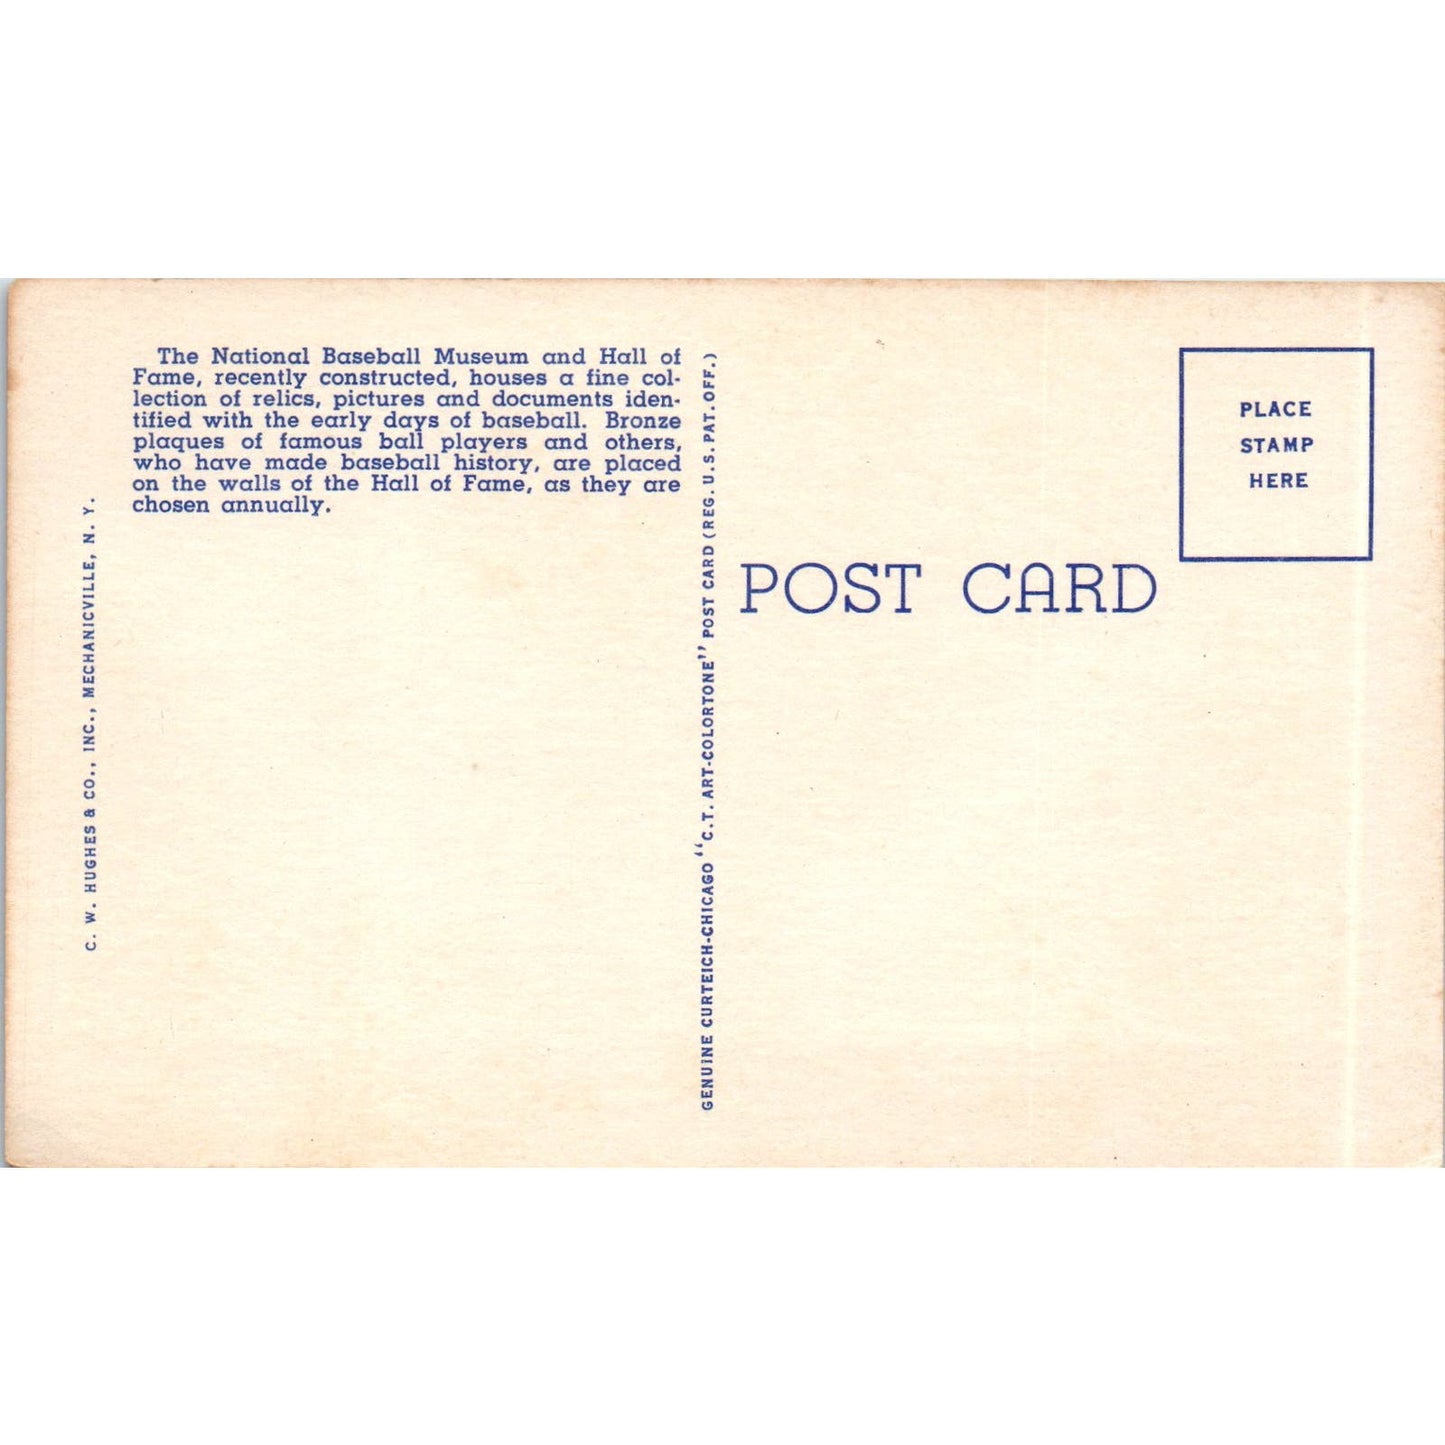 The National Baseball Museum and Hall of
Fame, recently constructed, houses a fine col-
lection of relics, pictures and documents iden-
tified with the early days of baseball. Bronze
plaques of famous ball players and others,
who have made baseball history, are placed
on the walls of the Hall of Fame, as they are
chosen annually.
C. W. HUGHES & CO., INC., MECHANICVILLE, N. Y.
GENUINE CURTEICH-CHICAGO "C.T. ART-COLORTONE" POST CARD (REG. U.S. PAT. OFF.)
POST CARD
PLACE
STAMP
HERE